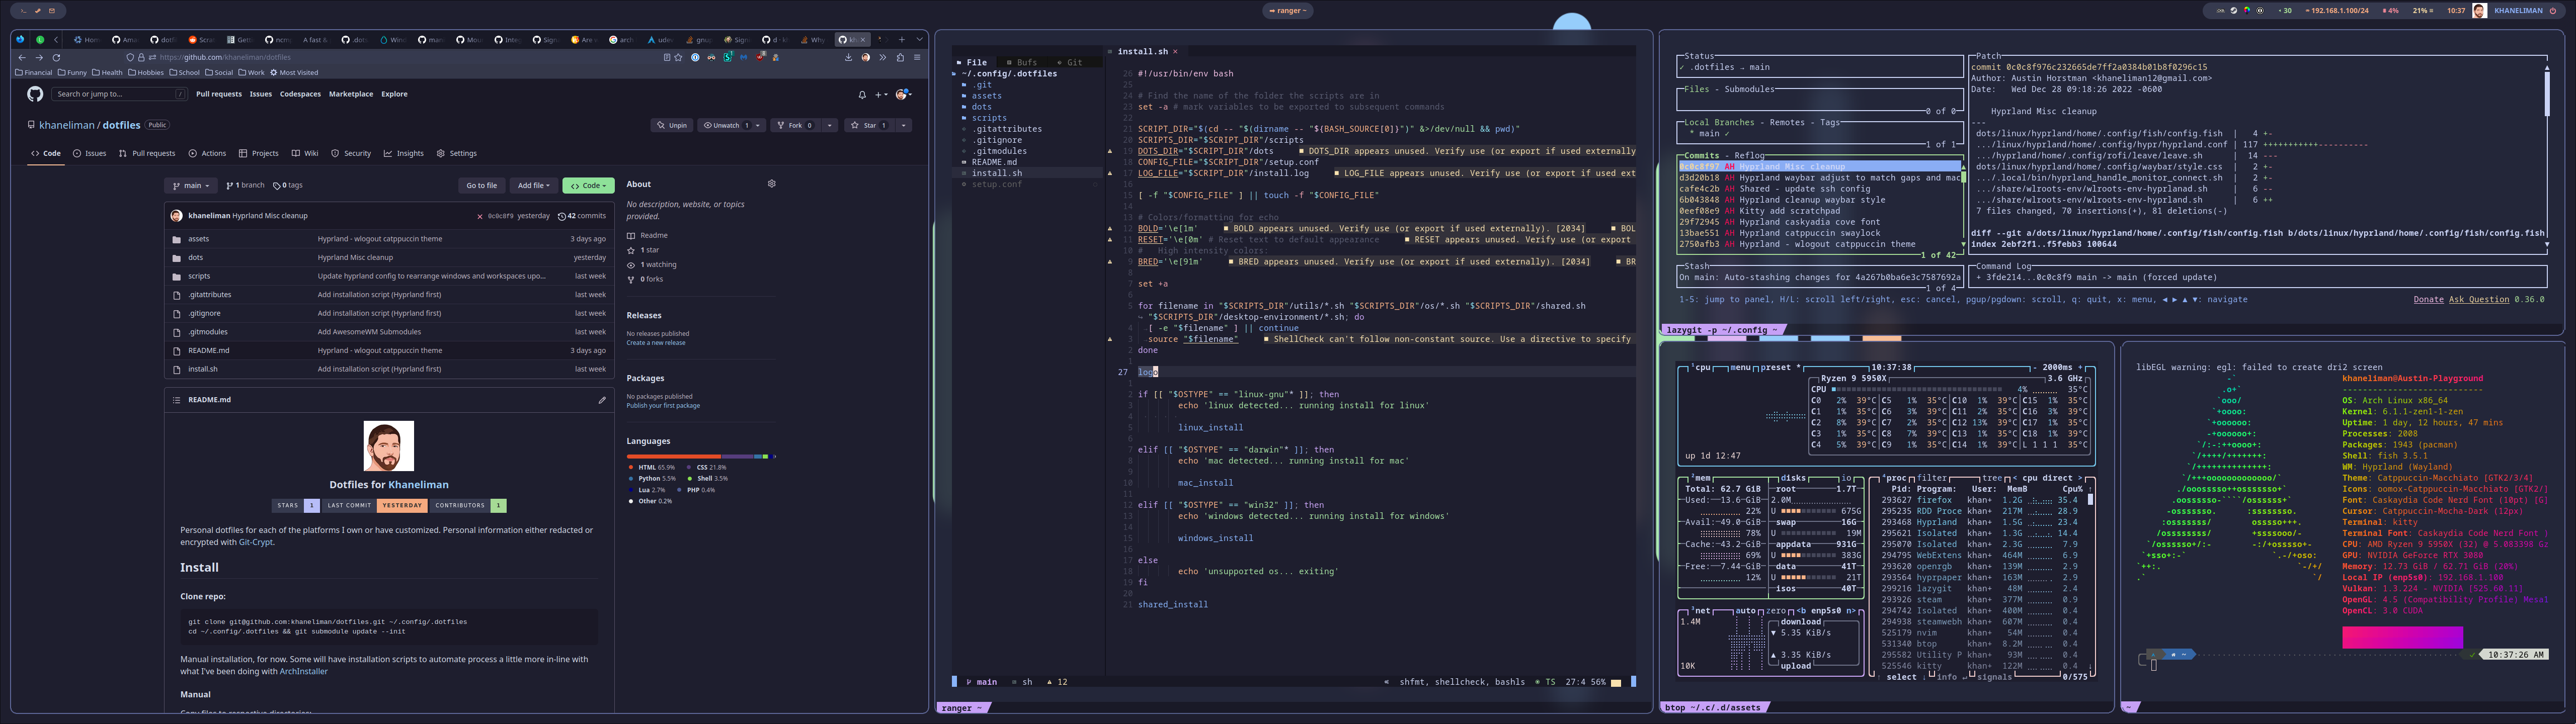 ranger ~
30
192.168.1.100/24
4%
21%
10:37
KHANELIMAN
https://github.com/khaneliman/dotfiles
Financial Funny Health Hobbies School Social Work Most Visited
Search or jump to... /
Pull requests Issues Codespaces Marketplace Explore
khaneliman / dotfiles Public
Unpin Unwatch 1 Fork 0 Star 1
Code Issues Pull requests Actions Projects Wiki Security Insights Settings
main 1 branch 0 tags Go to file Add file Code
khaneliman Hyprland Misc cleanup 0c0c8f9 yesterday 42 commits
assets Hyprland - wlogout catppuccin theme 3 days ago
dots Hyprland Misc cleanup yesterday
scripts Update hyprland config to rearrange windows and workspaces upo... last week
.gitattributes Add installation script (Hyprland first) last week
.gitignore Add installation script (Hyprland first) last week
.gitmodules Add AwesomeWM Submodules last week
README.md Hyprland - wlogout catppuccin theme 3 days ago
install.sh Add installation script (Hyprland first) last week
README.md
Dotfiles for Khaneliman
STARS 1 LAST COMMIT YESTERDAY CONTRIBUTORS 1
Personal dotfiles for each of the platforms I own or have customized. Personal information either redacted or
encrypted with Git-Crypt.
Install
Clone repo:
git clone git@github.com:khaneliman/dotfiles.git ~/.config/.dotfiles
cd ~/.config/.dotfiles && git submodule update --init
Manual installation, for now. Some will have installation scripts to automate process a little more in-line with
what I've been doing with ArchInstaller
Manual
About
No description, website, or topics
provided.
Readme
1 star
1 watching
0 forks
Releases
No releases published
Create a new release
Packages
No packages published
Publish your first package
Languages
HTML 65.9% CSS 21.8%
Python 5.5% Shell 3.5%
Lua 2.7% PHP 0.4%
Other 0.2%
install.sh
File Bufs Git
~/.config/.dotfiles
.git
assets
dots
scripts
.gitattributes
.gitignore
.gitmodules
README.md
install.sh
setup.conf
26 #!/usr/bin/env bash
25
24 # Find the name of the folder the scripts are in
23 set -a # mark variables to be exported to subsequent commands
22
21 SCRIPT_DIR="$(cd -- "$(dirname -- "${BASH_SOURCE[0]}")" &>/dev/null && pwd)"
20 SCRIPTS_DIR="$SCRIPT_DIR"/scripts
19 DOTS_DIR="$SCRIPT_DIR"/dots ■ DOTS_DIR appears unused. Verify use (or export if used externally
18 CONFIG_FILE="$SCRIPT_DIR"/setup.conf
17 LOG_FILE="$SCRIPT_DIR"/install.log ■ LOG_FILE appears unused. Verify use (or export if used ext
16
15 [ -f "$CONFIG_FILE" ] || touch -f "$CONFIG_FILE"
14
13 # Colors/formatting for echo
12 BOLD='\e[1m' ■ BOLD appears unused. Verify use (or export if used externally). [2034] ■ BOL
11 RESET='\e[0m' # Reset text to default appearance ■ RESET appears unused. Verify use (or export
10 # High intensity colors:
9 BRED='\e[91m' ■ BRED appears unused. Verify use (or export if used externally). [2034] ■ BR
8
7 set +a
6
5 for filename in "$SCRIPTS_DIR"/utils/*.sh "$SCRIPTS_DIR"/os/*.sh "$SCRIPTS_DIR"/shared.sh
"$SCRIPTS_DIR"/desktop-environment/*.sh; do
4 [ -e "$filename" ] || continue
3 source "$filename" ■ ShellCheck can't follow non-constant source. Use a directive to specify
2 done
1
27 logo
1
2 if [[ "$OSTYPE" == "linux-gnu"* ]]; then
3 echo 'linux detected... running install for linux'
4
5 linux_install
6
7 elif [[ "$OSTYPE" == "darwin"* ]]; then
8 echo 'mac detected... running install for mac'
9
10 mac_install
11
12 elif [[ "$OSTYPE" == "win32" ]]; then
13 echo 'windows detected... running install for windows'
14
15 windows_install
16
17 else
18 echo 'unsupported os... exiting'
19 fi
20
21 shared_install
main sh 12 shfmt, shellcheck, bashls TS 27:4 56%
ranger ~
Status
✓ .dotfiles → main
Files - Submodules
0 of 0
Local Branches - Remotes - Tags
* main ✓
1 of 1
Commits - Reflog
0c0c8f97 AH Hyprland Misc cleanup
d3d20b18 AH Hyprland waybar adjust to match gaps and mac
cafe4c2b AH Shared - update ssh config
6b043848 AH Hyprland cleanup waybar style
0eef08e9 AH Kitty add scratchpad
29f72945 AH Hyprland caskyadia cove font
13bae551 AH Hyprland catppuccin swaylock
2750afb3 AH Hyprland - wlogout catppuccin theme
1 of 42
Stash
On main: Auto-stashing changes for 4a267b0ba6e3c7587692a
1 of 4
Patch
commit 0c0c8f976c232665de7ff2a0384b01b8f0296c15
Author: Austin Horstman <khaneliman12@gmail.com>
Date: Wed Dec 28 09:18:26 2022 -0600
Hyprland Misc cleanup
---
dots/linux/hyprland/home/.config/fish/config.fish | 4 +-
.../linux/hyprland/home/.config/hypr/hyprland.conf | 117 +++++++++++----------
.../hyprland/home/.config/rofi/leave/leave.sh | 14 ---
dots/linux/hyprland/home/.config/waybar/style.css | 2 +-
.../.local/bin/hyprland_handle_monitor_connect.sh | 2 +-
.../share/wlroots-env/wlroots-env-hyprland.sh | 6 --
.../share/wlroots-env/wlroots-env.sh | 6 ++
7 files changed, 70 insertions(+), 81 deletions(-)
diff --git a/dots/linux/hyprland/home/.config/fish/config.fish b/dots/linux/hyprland/home/.config/fish/config.fish
index 2ebf2f1..f5febb3 100644
Command Log
+ 3fde214...0c0c8f9 main -> main (forced update)
1-5: jump to panel, H/L: scroll left/right, esc: cancel, pgup/pgdown: scroll, q: quit, x: menu, ◄ ► ▲ ▼: navigate
Donate Ask Question 0.36.0
lazygit -p ~/.config ~
¹cpu menu preset * 10:37:38 - 2000ms +
Ryzen 9 5950X 3.6 GHz
CPU 4% 35°C
C0 2% 39°C C5 1% 35°C C10 1% 39°C C15 1% 35°C
C1 1% 35°C C6 3% 39°C C11 2% 35°C C16 3% 39°C
C2 8% 39°C C7 2% 35°C C12 13% 39°C C17 1% 35°C
C3 1% 35°C C8 7% 39°C C13 1% 35°C C18 1% 39°C
C4 5% 39°C C9 1% 35°C C14 1% 39°C L 1 1 1 35°C
up 1d 12:47
²mem disks io
Total: 62.7 GiB
Used: 13.6 GiB
22%
Avail: 49.0 GiB
78%
Cache: 43.2 GiB
69%
Free: 7.44 GiB
12%
root 1.7T
2.0M
U 675G
swap 16G
U 19M
appdata 931G
U 383G
data 41T
U 21T
isos 40T
³net auto zero <b enp5s0 n>
1.4M
10K
download
▼ 5.35 KiB/s
▲ 3.35 KiB/s
upload
⁴proc filter tree < cpu direct >
Pid: Program: User: MemB Cpu%
293627 firefox khan+ 1.2G 35.4
295235 RDD Proce khan+ 217M 28.9
293468 Hyprland khan+ 1.5G 23.4
295621 Isolated khan+ 1.3G 14.4
295070 Isolated khan+ 2.3G 7.9
294795 WebExtens khan+ 464M 6.9
293620 openrgb khan+ 139M 2.9
293564 hyprpaper khan+ 163M 2.9
299216 lazygit khan+ 48M 2.4
293926 steam khan+ 377M 0.9
294742 Isolated khan+ 400M 0.4
294938 steamwebh khan+ 607M 0.4
525179 nvim khan+ 54M 0.4
531340 btop khan+ 8.2M 0.4
295582 Utility P khan+ 93M 0.4
525546 kitty khan+ 122M 0.4
select info signals 0/575
btop ~/.c/.d/assets
libEGL warning: egl: failed to create dri2 screen
khaneliman@Austin-Playground
OS: Arch Linux x86_64
Kernel: 6.1.1-zen1-1-zen
Uptime: 1 day, 12 hours, 47 mins
Processes: 2008
Packages: 1943 (pacman)
Shell: fish 3.5.1
WM: Hyprland (Wayland)
Theme: Catppuccin-Macchiato [GTK2/3/4]
Icons: oomox-Catppuccin-Macchiato [GTK2/]
Font: Caskaydia Code Nerd Font (10pt) [G]
Cursor: Catppuccin-Mocha-Dark (12px)
Terminal: kitty
Terminal Font: Caskaydia Code Nerd Font
CPU: AMD Ryzen 9 5950X (32) @ 5.083398 Gz
GPU: NVIDIA GeForce RTX 3080
Memory: 12.73 GiB / 62.71 GiB (20%)
Local IP (enp5s0): 192.168.1.100
Vulkan: 1.3.224 - NVIDIA [525.60.11]
OpenGL: 4.5 (Compatibility Profile) Mesa
OpenCL: 3.0 CUDA
10:37:26 AM